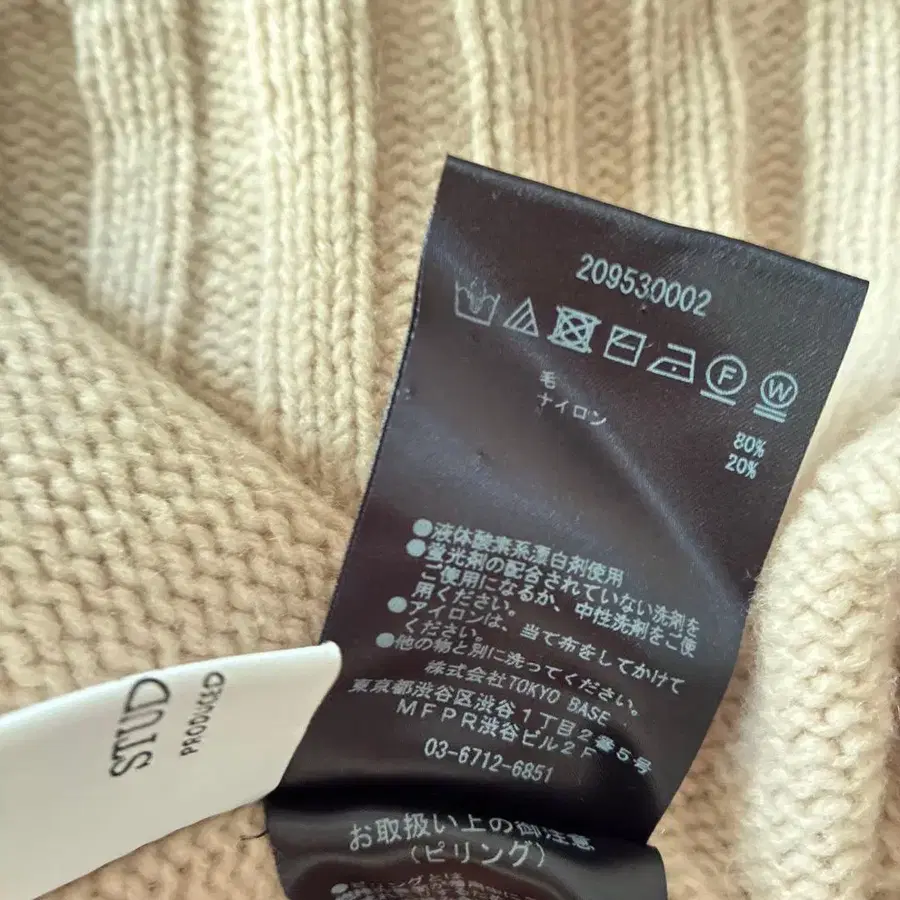 209530002
F
W
毛
80%
ナイロン
20%
●液体酸素系漂白剤使用
●蛍光剤の配合されていない洗剤を
ご使用になるか、中性洗剤をご使
用ください。
●アイロンは、当て布をしてかけて
ください。
●他の物と別に洗ってください。
株式会社TOKYO BASE
東京都渋谷区渋谷1丁目2番5号
MFPR渋谷ビル2F
03-6712-6851
お取扱い上の御注意
(ピリング)
STUD
PRODUCED